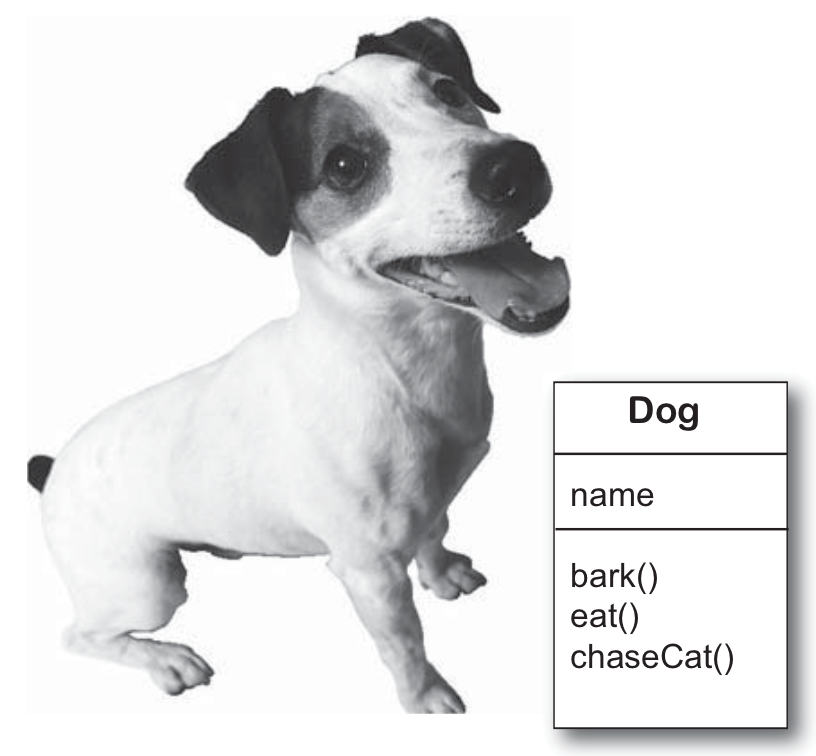 Dog
name
bark()
eat()
chaseCat()